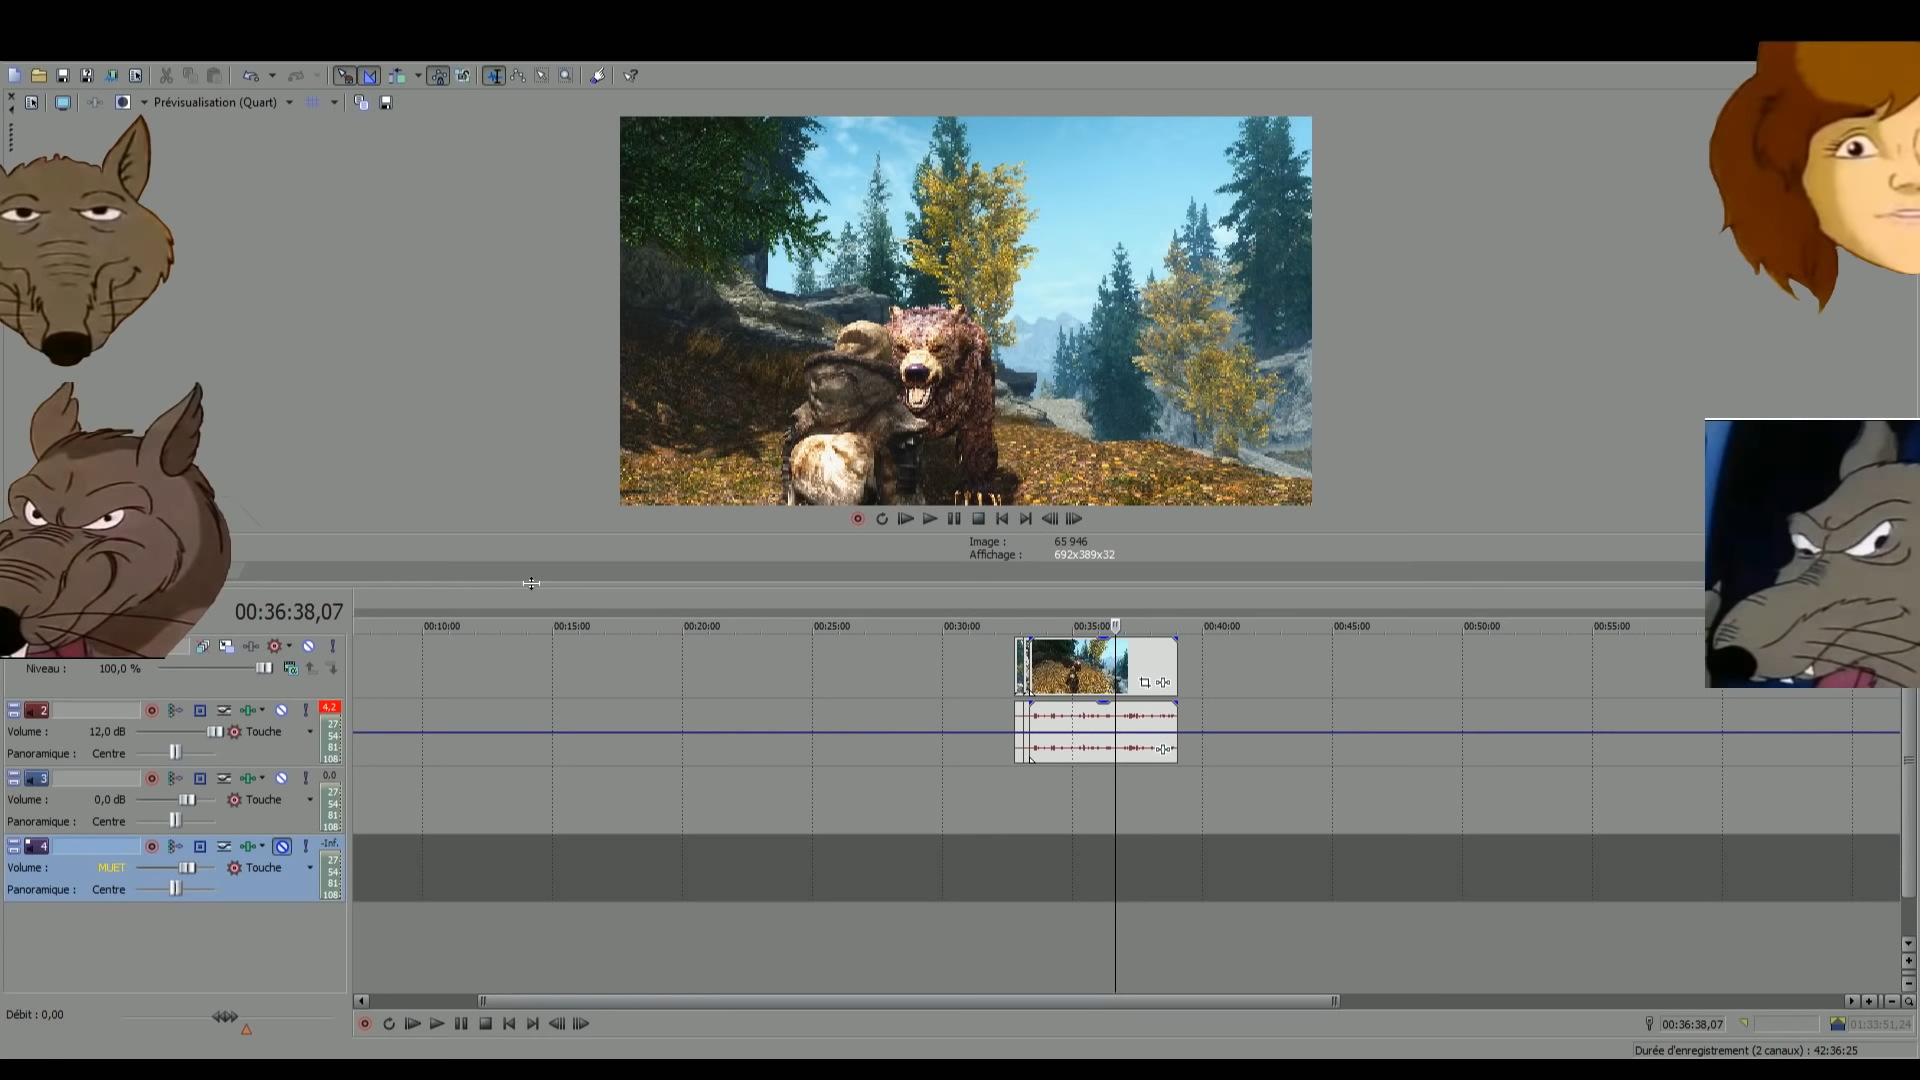 Prévisualisation (Quart)
Image : 65 946
Affichage : 692x389x32
00:36:38,07
00:10:00 00:15:00 00:20:00 00:25:00 00:30:00 00:35:00 00:40:00 00:45:00 00:50:00 00:55:00
Niveau : 100,0 %
2 4,2
Volume : 12,0 dB Touche
Panoramique : Centre
27
54
81
108
3 0,0
Volume : 0,0 dB Touche
Panoramique : Centre
27
54
81
108
4 -Inf.
Volume : MUET Touche
Panoramique : Centre
27
54
81
108
Débit : 0,00
00:36:38,07 01:33:51,24
Durée d'enregistrement (2 canaux) : 42:36:25